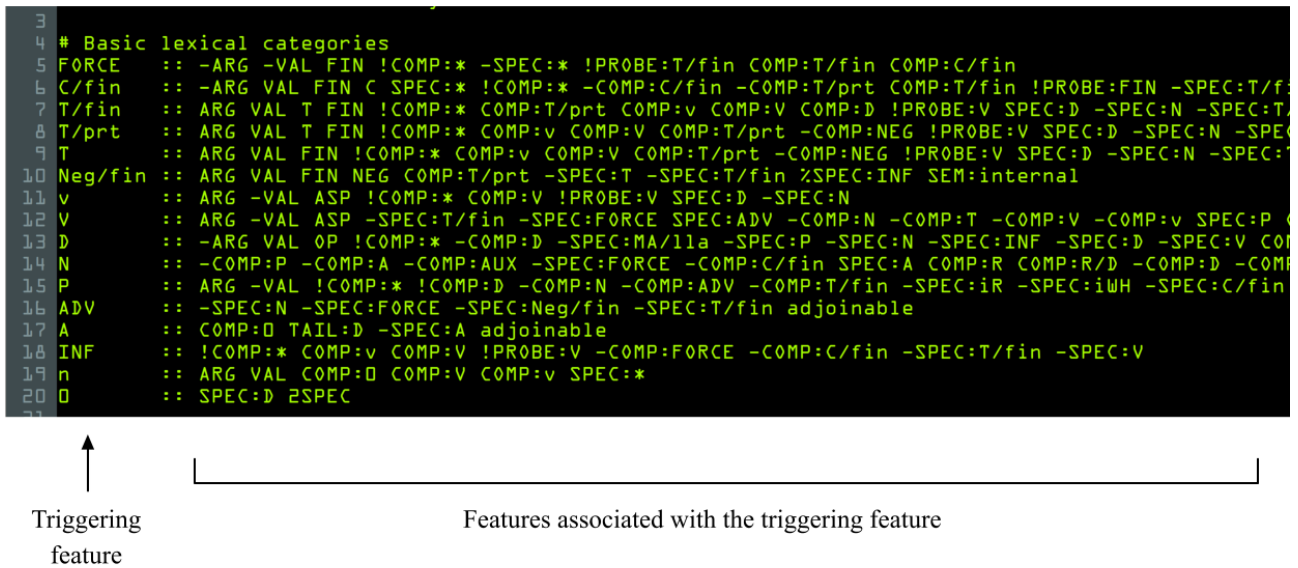 3
4 # Basic lexical categories
5 FORCE :: -ARG -VAL FIN !COMP:* -SPEC:* !PROBE:T/fin COMP:T/fin COMP:C/fin
6 C/fin :: -ARG VAL FIN C SPEC:* !COMP:* -COMP:C/fin -COMP:T/prt COMP:T/fin !PROBE:FIN -SPEC:T/fi
7 T/fin :: ARG VAL T FIN !COMP:* COMP:T/prt COMP:v COMP:V COMP:D !PROBE:V SPEC:D -SPEC:N -SPEC:T/
8 T/prt :: ARG VAL T FIN !COMP:* COMP:v COMP:V COMP:T/prt -COMP:NEG !PROBE:V SPEC:D -SPEC:N -SPEC
9 T :: ARG VAL FIN !COMP:* COMP:v COMP:V COMP:T/prt -COMP:NEG !PROBE:V SPEC:D -SPEC:N -SPEC:T
10 Neg/fin :: ARG VAL FIN NEG COMP:T/prt -SPEC:T -SPEC:T/fin %SPEC:INF SEM:internal
11 v :: ARG -VAL ASP !COMP:* COMP:V !PROBE:V SPEC:D -SPEC:N
12 V :: ARG -VAL ASP -SPEC:T/fin -SPEC:FORCE SPEC:ADV -COMP:N -COMP:T -COMP:V -COMP:v SPEC:P
13 D :: -ARG VAL OP !COMP:* -COMP:D -SPEC:MA/lla -SPEC:P -SPEC:N -SPEC:INF -SPEC:D -SPEC:V COM
14 N :: -COMP:P -COMP:A -COMP:AUX -SPEC:FORCE -COMP:C/fin SPEC:A COMP:R COMP:R/D -COMP:D -COMP
15 P :: ARG -VAL !COMP:* !COMP:D -COMP:N -COMP:ADV -COMP:T/fin -SPEC:iR -SPEC:iWH -SPEC:C/fin
16 ADV :: -SPEC:N -SPEC:FORCE -SPEC:Neg/fin -SPEC:T/fin adjoinable
17 A :: COMP:0 TAIL:D -SPEC:A adjoinable
18 INF :: !COMP:* COMP:v COMP:V !PROBE:V -COMP:FORCE -COMP:C/fin -SPEC:T/fin -SPEC:V
19 n :: ARG VAL COMP:0 COMP:V COMP:v SPEC:*
20 0 :: SPEC:D 2SPEC
Triggering
feature
Features associated with the triggering feature